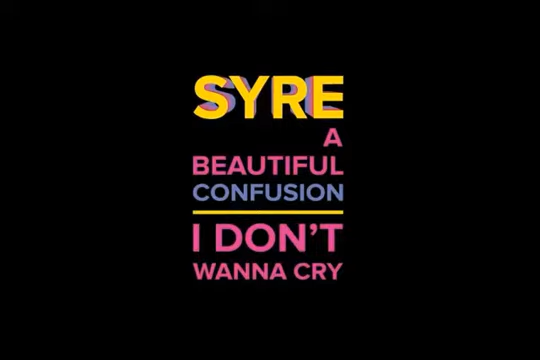 SYRE
A
BEAUTIFUL
CONFUSION
I DON’T
WANNA CRY